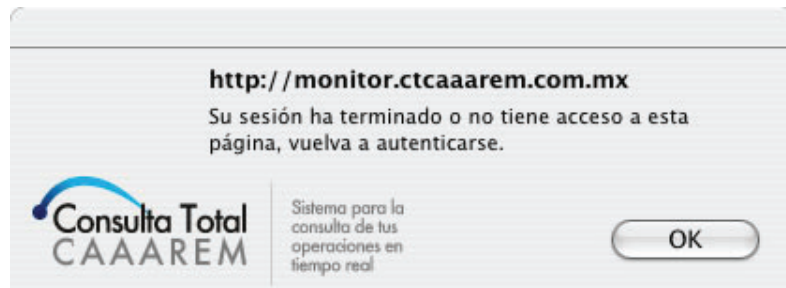 http://monitor.ctcaaarem.com.mx
Su sesión ha terminado o no tiene acceso a esta
página, vuelva a autenticarse.
Consulta Total
CAAAREM
Sistema para la
consulta de tus
operaciones en
tiempo real
OK